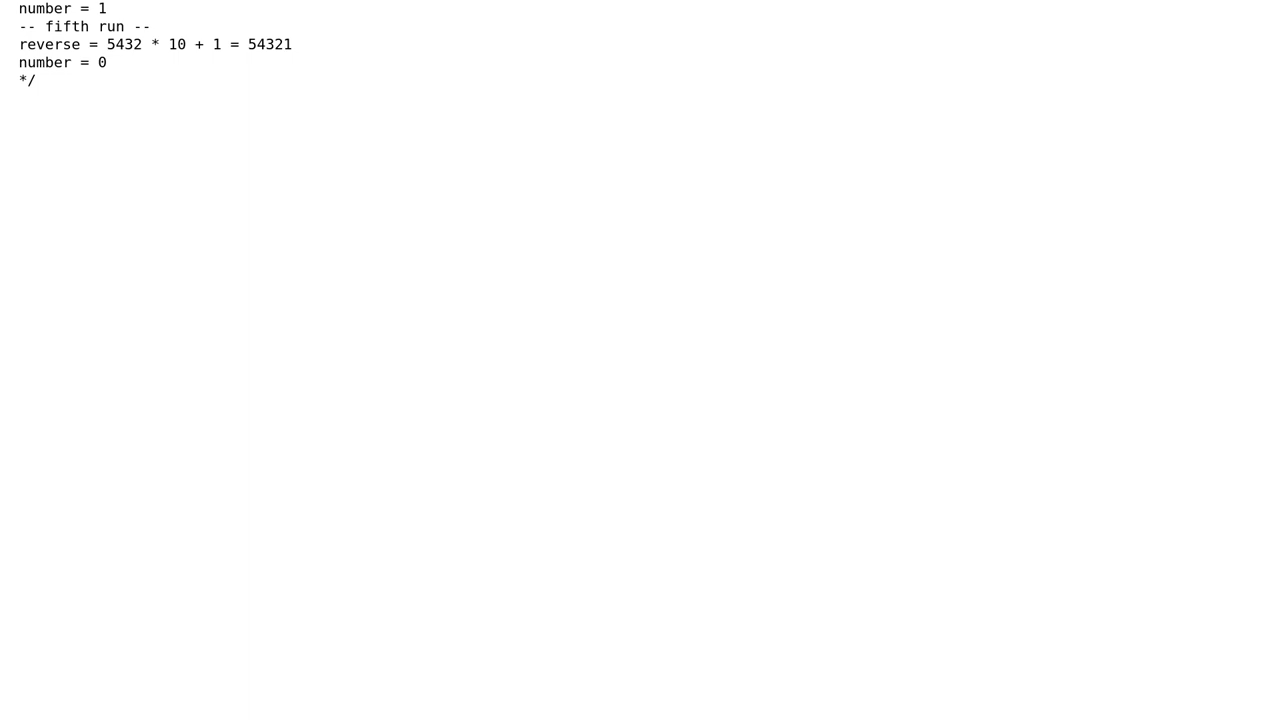 number = 1
-- fifth run --
reverse = 5432 * 10 + 1 = 54321
number = 0
*/